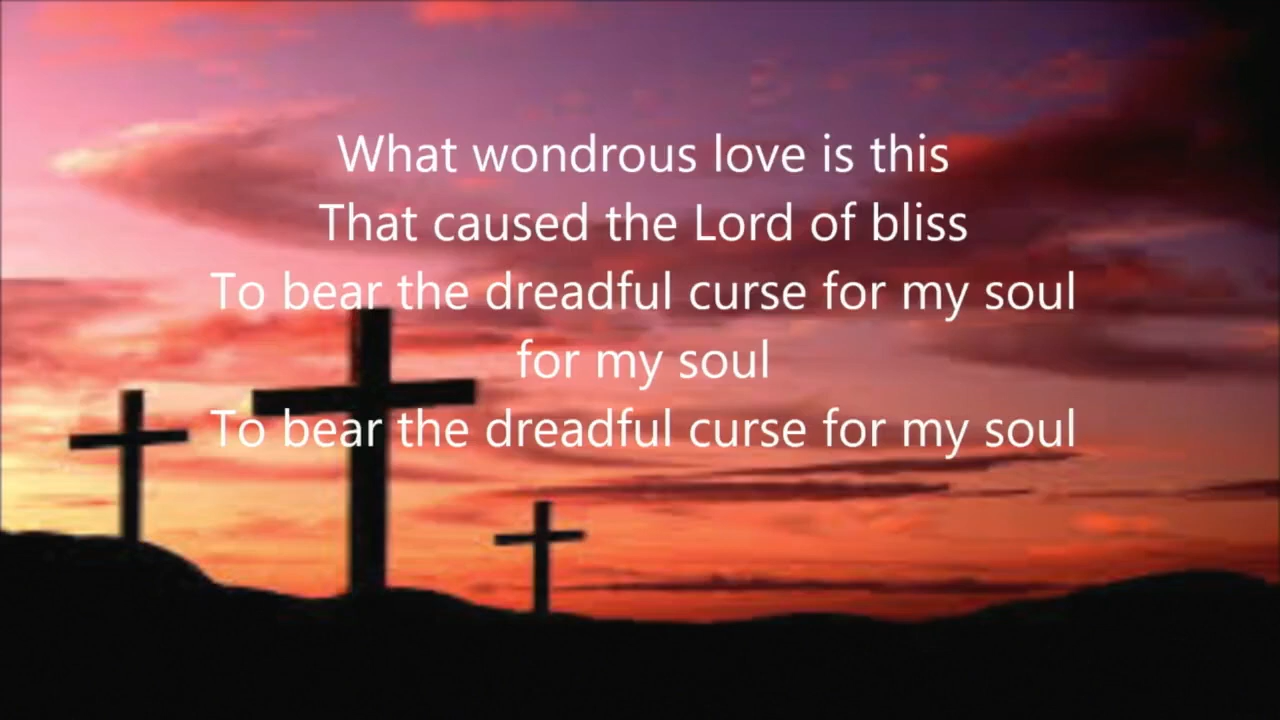 What wondrous love is this
That caused the Lord of bliss
To bear the dreadful curse for my soul
for my soul
To bear the dreadful curse for my soul